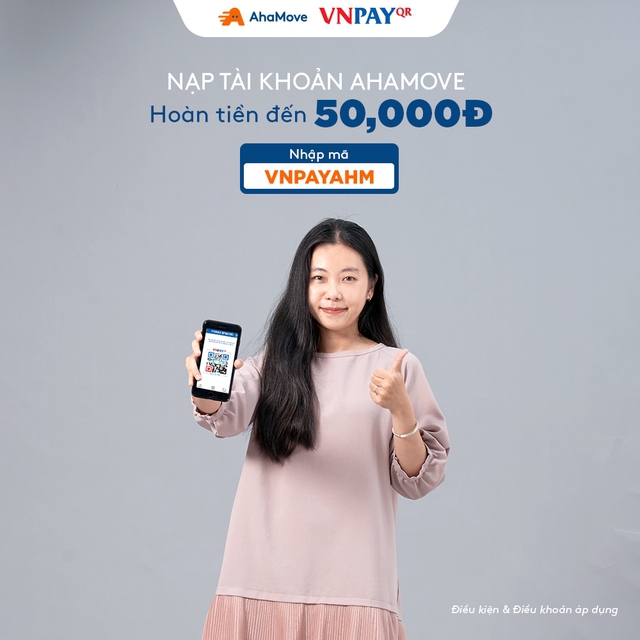 AhaMove VNPAYQR
NẠP TÀI KHOẢN AHAMOVE
Hoàn tiền đến 50,000Đ
Nhập mã
VNPAYAHM
Điều kiện & Điều khoản áp dụng